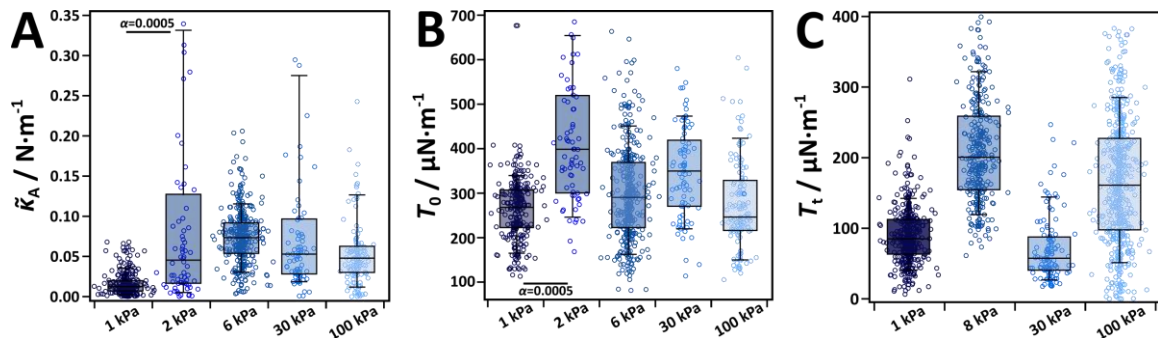 A
α=0.0005
κ̃A / N·m-1
0.35
0.30
0.25
0.20
0.15
0.10
0.05
0.00
1 kPa 2 kPa 6 kPa 30 kPa 100 kPa
B
T0 / µN·m-1
700
600
500
400
300
200
100
α=0.0005
1 kPa 2 kPa 6 kPa 30 kPa 100 kPa
C
Tt / µN·m-1
400
300
200
100
0
1 kPa 8 kPa 30 kPa 100 kPa